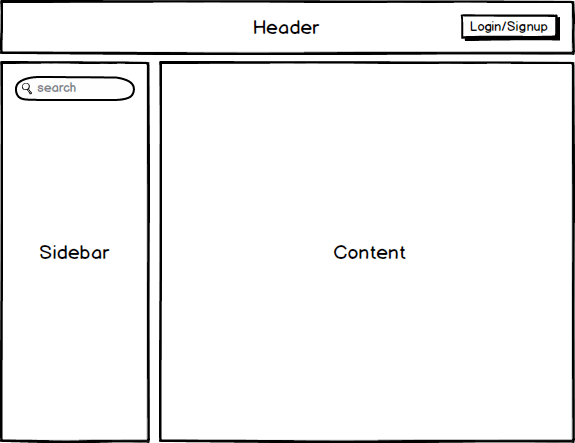 Header
Login/Signup
search
Sidebar
Content